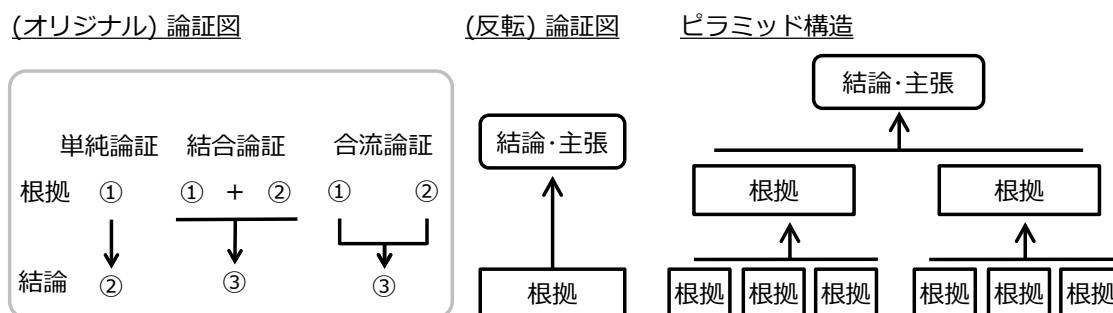 (オリジナル) 論証図 (反転) 論証図 ピラミッド構造
結論･主張
単純論証 結合論証 合流論証
結論･主張
根拠 ① ① + ② ① ②
根拠 根拠
結論 ② ③ ③
根拠
根拠 根拠 根拠 根拠 根拠 根拠